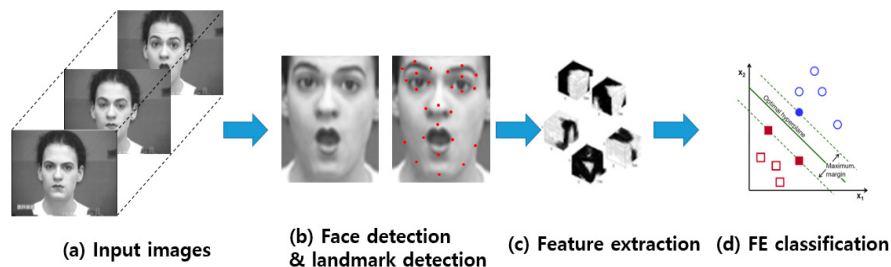 (a) Input images
(b) Face detection
& landmark detection
(c) Feature extraction
(d) FE classification
x₂
Optimal hyperplane
Maximum
margin
x₁